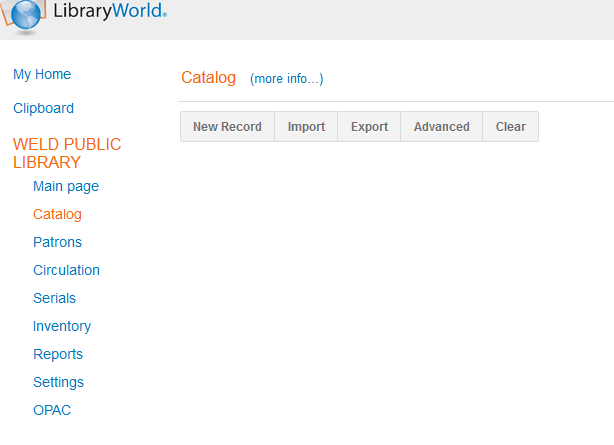 LibraryWorld®
My Home
Clipboard
WELD PUBLIC
LIBRARY
Main page
Catalog
Patrons
Circulation
Serials
Inventory
Reports
Settings
OPAC
Catalog (more info...)
New Record Import Export Advanced Clear